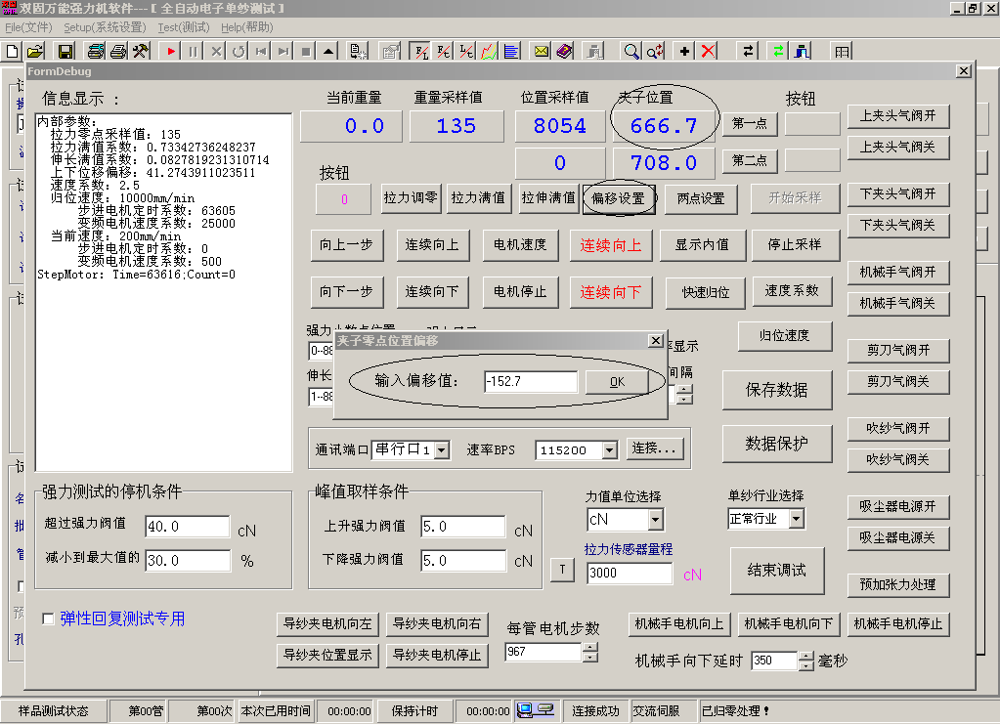 双固万能强力机软件---[ 全自动电子单纱测试 ]
File(文件) Setup(系统设置) Test(测试) Help(帮助)
FormDebug
信息显示 :
内部参数:
拉力零点采样值: 135
拉力满值系数: 0.73342736248237
伸长满值系数: 0.0827819231310714
上下位移偏移: 41.2743911023511
速度系数: 2.5
归位速度: 10000mm/min
步进电机定时系数: 63605
变频电机速度系数: 25000
当前速度: 200mm/min
步进电机定时系数: 0
变频电机速度系数: 500
StepMotor: Time=63616;Count=0
当前重量 重量采样值 位置采样值 夹子位置 按钮
0.0 135 8054 666.7 第一点
0 708.0 第二点
按钮
0 拉力调零 拉力满值 拉伸满值 偏移设置 两点设置 开始采样
向上一步 连续向上 电机速度 连续向上 显示内值 停止采样
向下一步 连续向下 电机停止 连续向下 快速归位 速度系数
归位速度
保存数据
数据保护
夹子零点位置偏移
输入偏移值: -152.7 OK
0--88
伸长
1--88
显示
间隔
通讯端口 串行口1 速率BPS 115200 连接...
上夹头气阀开
上夹头气阀关
下夹头气阀开
下夹头气阀关
机械手气阀开
机械手气阀关
剪刀气阀开
剪刀气阀关
吹纱气阀开
吹纱气阀关
吸尘器电源开
吸尘器电源关
预加张力处理
强力测试的停机条件
超过强力阀值 40.0 cN
减小到最大值的 30.0 %
峰值取样条件
上升强力阀值 5.0 cN
下降强力阀值 5.0 cN
T
力值单位选择
cN
拉力传感器量程
3000 cN
单纱行业选择
正常行业
结束调试
弹性回复测试专用
导纱夹电机向左 导纱夹电机向右
导纱夹位置显示 导纱夹电机停止
每管电机步数
967
机械手电机向上 机械手电机向下 机械手电机停止
机械手向下延时 350 毫秒
样品测试状态 第00管 第00次 本次已用时间 00:00:00 保持计时 00:00:00 连接成功 交流伺服 已归零处理!